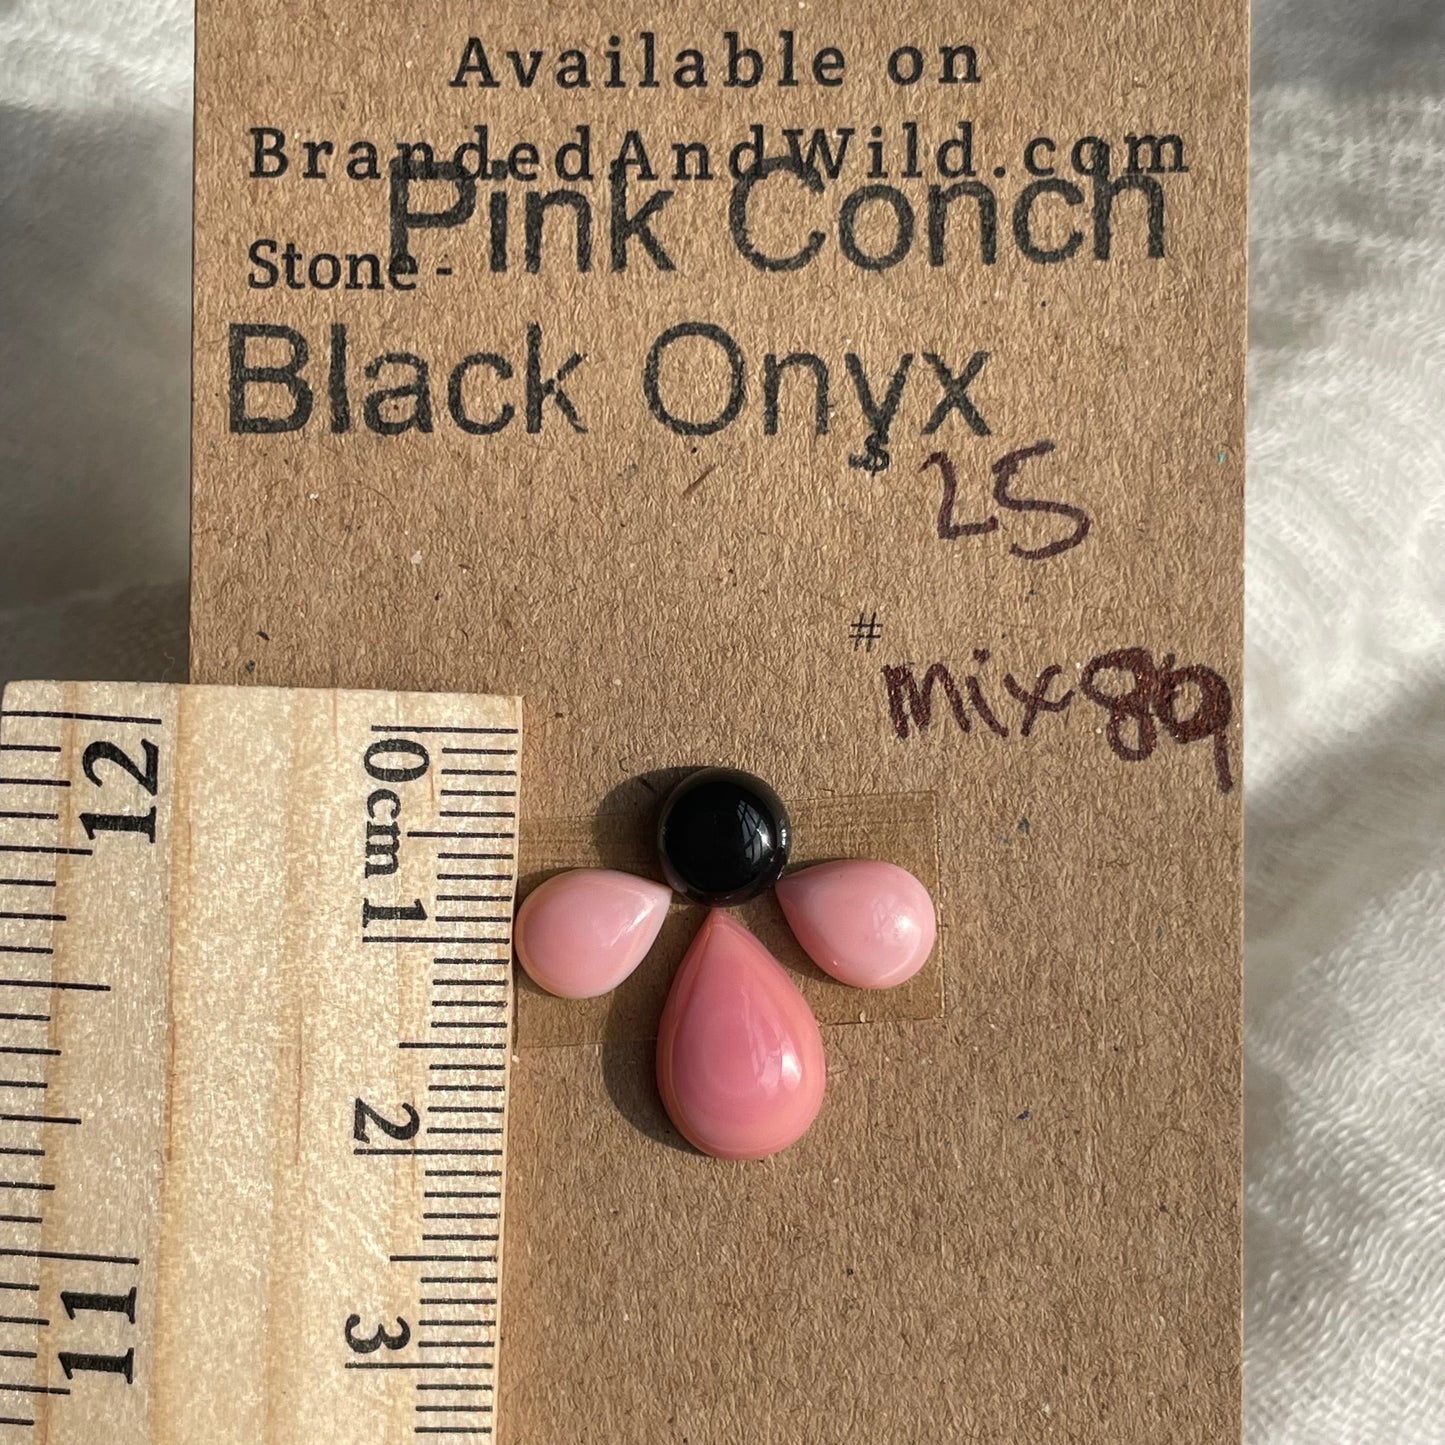 Available on
BrandedAndWild.com
Stone - Pink Conch
Black Onyx
$ 25
# mix89
12
0cm
1
2
11
3